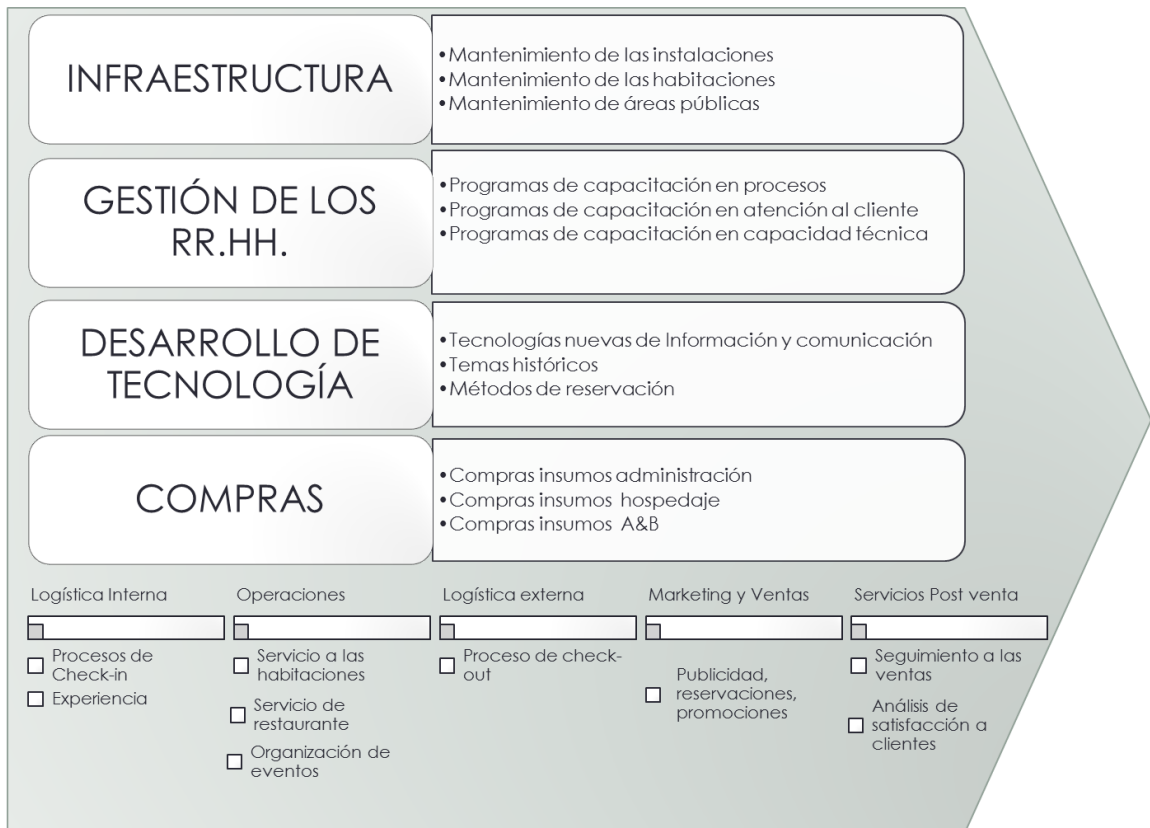 INFRAESTRUCTURA
•Mantenimiento de las instalaciones
•Mantenimiento de las habitaciones
•Mantenimiento de áreas públicas
GESTIÓN DE LOS
RR.HH.
•Programas de capacitación en procesos
•Programas de capacitación en atención al cliente
•Programas de capacitación en capacidad técnica
DESARROLLO DE
TECNOLOGÍA
•Tecnologías nuevas de Información y comunicación
•Temas históricos
•Métodos de reservación
COMPRAS
•Compras insumos administración
•Compras insumos hospedaje
•Compras insumos A&B
Logística Interna
Procesos de
Check-in
Experiencia
Operaciones
Servicio a las
habitaciones
Servicio de
restaurante
Organización de
eventos
Logística externa
Proceso de check-
out
Marketing y Ventas
Publicidad,
reservaciones,
promociones
Servicios Post venta
Seguimiento a las
ventas
Análisis de
satisfacción a
clientes